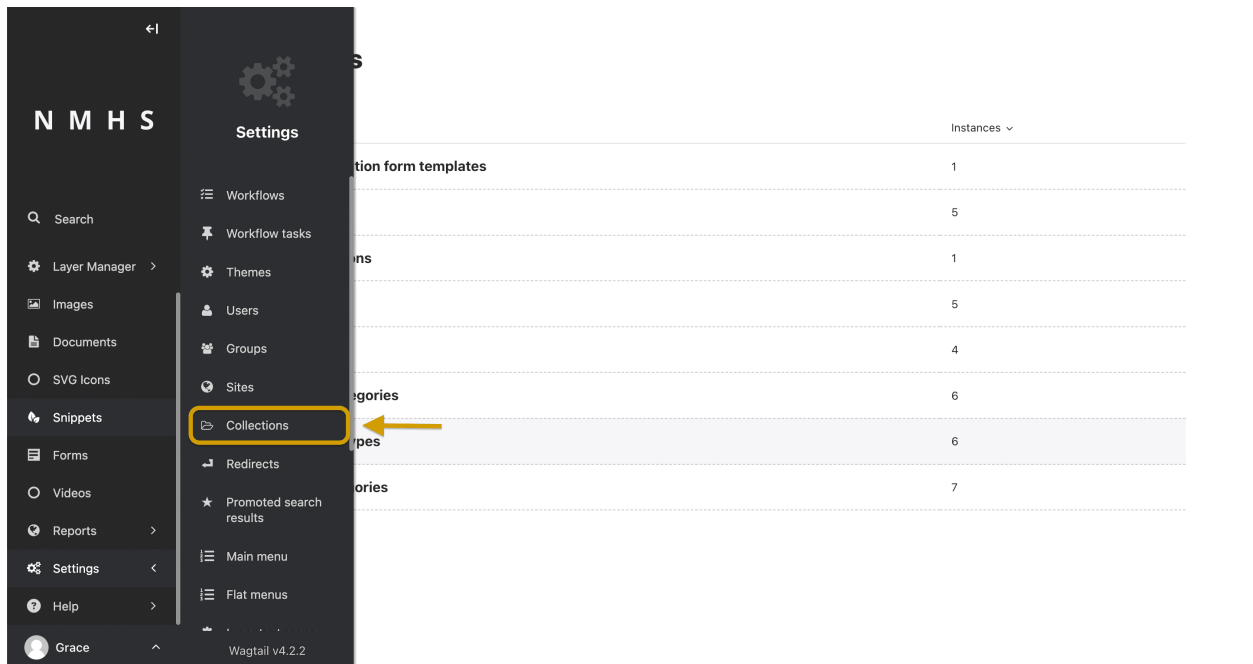 N M H S
Search
Layer Manager
Images
Documents
SVG Icons
Snippets
Forms
Videos
Reports
Settings
Help
Grace
Settings
Workflows
Workflow tasks
Themes
Users
Groups
Sites
Collections
Redirects
Promoted search
results
Main menu
Flat menus
Wagtail v4.2.2
s
Instances
tion form templates 1
5
ons 1
5
4
egories 6
ypes 6
ories 7